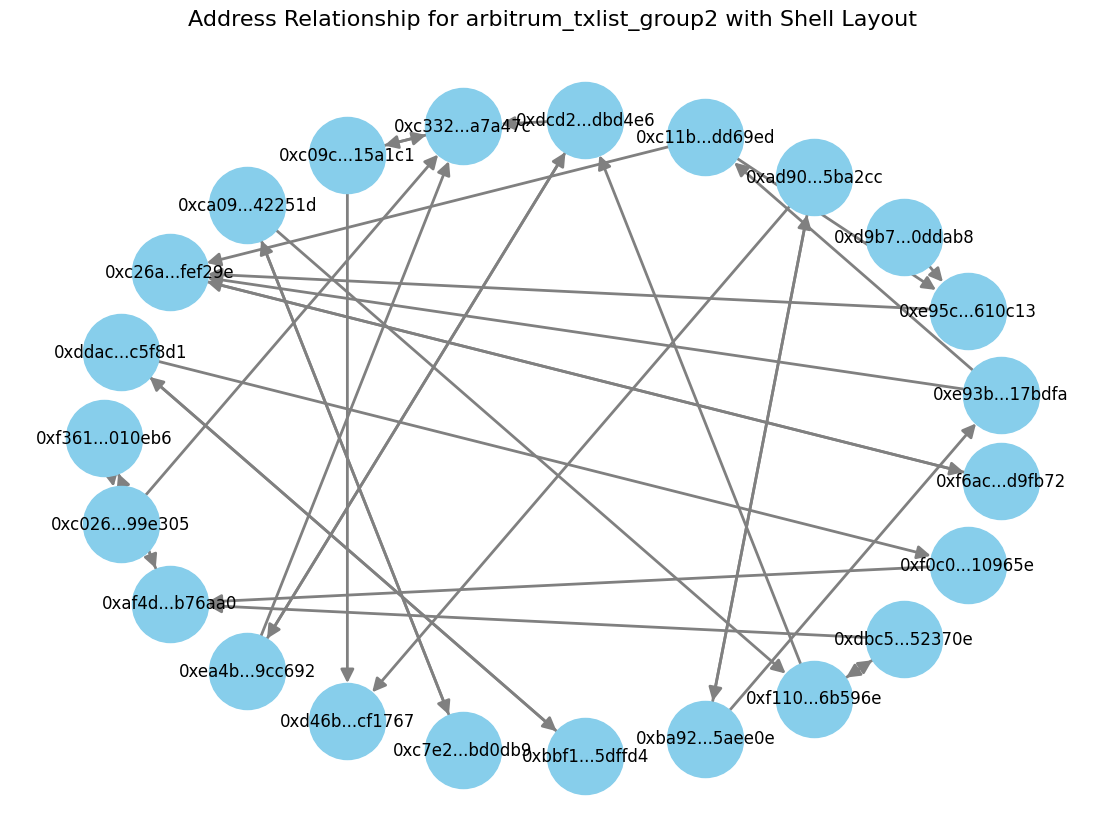 Address Relationship for arbitrum_txlist_group2 with Shell Layout
0xdcd2...dbd4e6
0xc332...a7a47c
0xc11b...dd69ed
0xc09c...15a1c1
0xad90...5ba2cc
0xca09...42251d
0xd9b7...0ddab8
0xc26a...fef29e
0xe95c...610c13
0xddac...c5f8d1
0xe93b...17bdfa
0xf361...010eb6
0xf6ac...d9fb72
0xc026...99e305
0xf0c0...10965e
0xaf4d...b76aa0
0xdbc5...52370e
0xea4b...9cc692
0xf110...6b596e
0xd46b...cf1767
0xba92...5aee0e
0xc7e2...bd0db9
0xbbf1...5dffd4